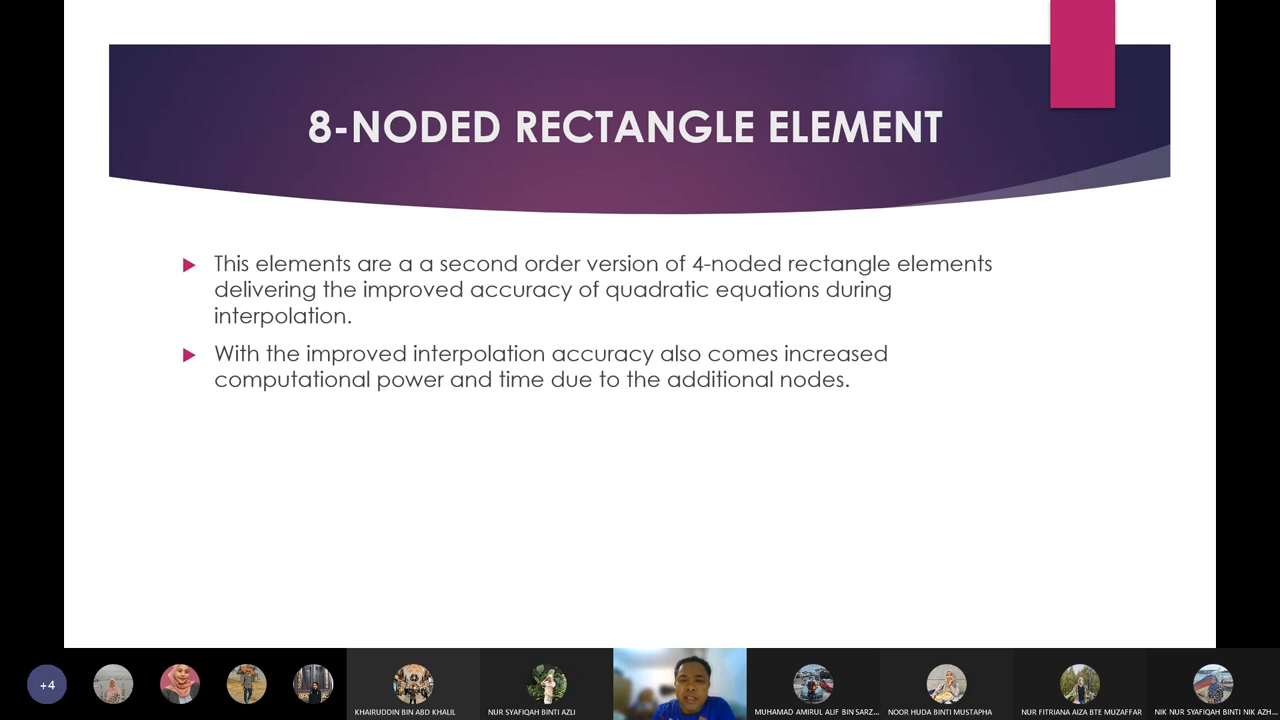 8-NODED RECTANGLE ELEMENT
This elements are a a second order version of 4-noded rectangle elements
delivering the improved accuracy of quadratic equations during
interpolation.
With the improved interpolation accuracy also comes increased
computational power and time due to the additional nodes.
+4
KHAIRUDDIN BIN ABD KHALIL
NUR SYAFIQAH BINTI AZLI
MUHAMAD AMIRUL ALIF BIN SARZ...
NOOR HUDA BINTI MUSTAPHA
NUR FITRIANA AIZA BTE MUZAFFAR
NIK NUR SYAFIQAH BINTI NIK AZH...